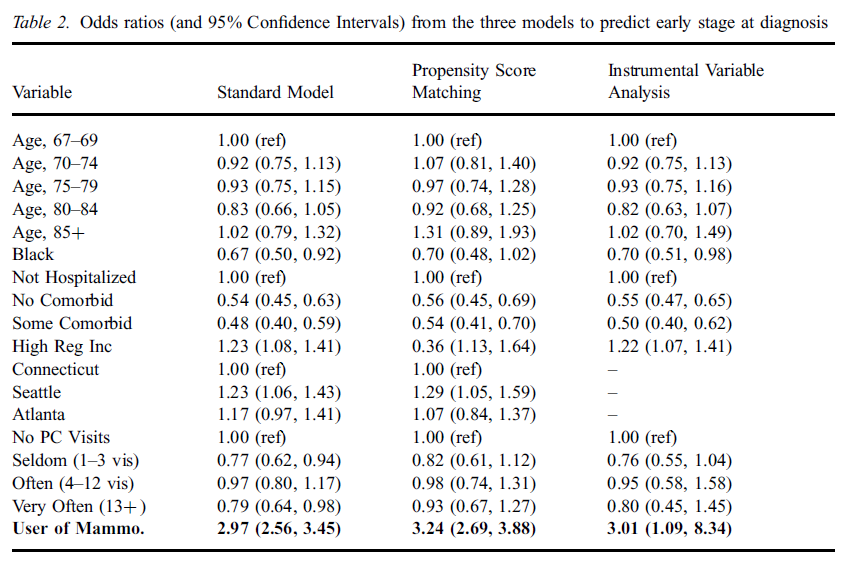 Table 2. Odds ratios (and 95% Confidence Intervals) from the three models to predict early stage at diagnosis
Variable Standard Model Propensity Score Matching Instrumental Variable Analysis
Age, 67–69 1.00 (ref) 1.00 (ref) 1.00 (ref)
Age, 70–74 0.92 (0.75, 1.13) 1.07 (0.81, 1.40) 0.92 (0.75, 1.13)
Age, 75–79 0.93 (0.75, 1.15) 0.97 (0.74, 1.28) 0.93 (0.75, 1.16)
Age, 80–84 0.83 (0.66, 1.05) 0.92 (0.68, 1.25) 0.82 (0.63, 1.07)
Age, 85+ 1.02 (0.79, 1.32) 1.31 (0.89, 1.93) 1.02 (0.70, 1.49)
Black 0.67 (0.50, 0.92) 0.70 (0.48, 1.02) 0.70 (0.51, 0.98)
Not Hospitalized 1.00 (ref) 1.00 (ref) 1.00 (ref)
No Comorbid 0.54 (0.45, 0.63) 0.56 (0.45, 0.69) 0.55 (0.47, 0.65)
Some Comorbid 0.48 (0.40, 0.59) 0.54 (0.41, 0.70) 0.50 (0.40, 0.62)
High Reg Inc 1.23 (1.08, 1.41) 0.36 (1.13, 1.64) 1.22 (1.07, 1.41)
Connecticut 1.00 (ref) 1.00 (ref) –
Seattle 1.23 (1.06, 1.43) 1.29 (1.05, 1.59) –
Atlanta 1.17 (0.97, 1.41) 1.07 (0.84, 1.37) –
No PC Visits 1.00 (ref) 1.00 (ref) 1.00 (ref)
Seldom (1–3 vis) 0.77 (0.62, 0.94) 0.82 (0.61, 1.12) 0.76 (0.55, 1.04)
Often (4–12 vis) 0.97 (0.80, 1.17) 0.98 (0.74, 1.31) 0.95 (0.58, 1.58)
Very Often (13+) 0.79 (0.64, 0.98) 0.93 (0.67, 1.27) 0.80 (0.45, 1.45)
User of Mammo. 2.97 (2.56, 3.45) 3.24 (2.69, 3.88) 3.01 (1.09, 8.34)